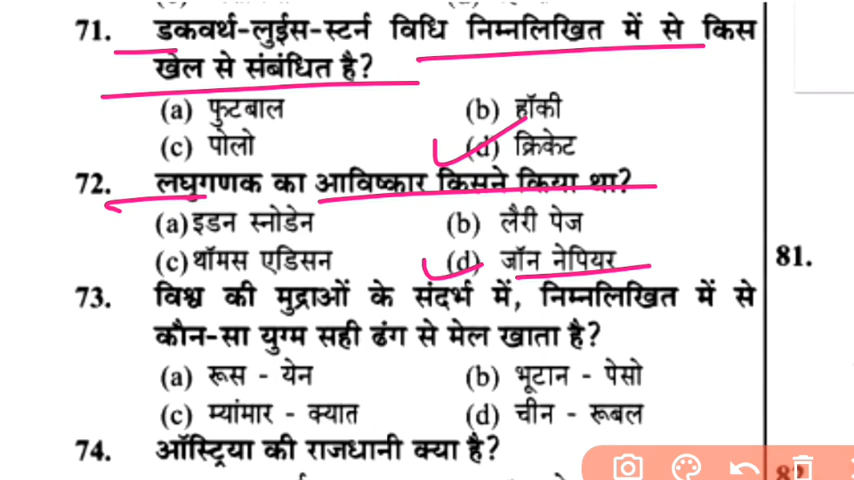 71. डकवर्थ-लुईस-स्टर्न विधि निम्नलिखित में से किस
खेल से संबंधित है?
(a) फुटबाल (b) हॉकी
(c) पोलो (d) क्रिकेट
72. लघुगणक का आविष्कार किसने किया था?
(a) इडन स्नोडेन (b) लैरी पेज
(c) थॉमस एडिसन (d) जॉन नेपियर
73. विश्व की मुद्राओं के संदर्भ में, निम्नलिखित में से
कौन-सा युग्म सही ढंग से मेल खाता है?
(a) रूस - येन (b) भूटान - पेसो
(c) म्यांमार - क्यात (d) चीन - रूबल
74. ऑस्ट्रिया की राजधानी क्या है?
81.